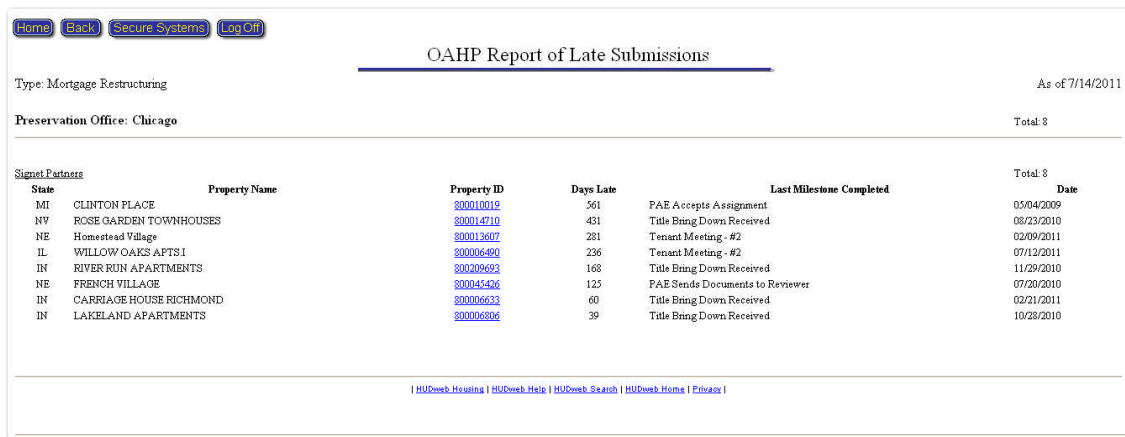 Home Back Secure Systems Log Off
OAHP Report of Late Submissions
Type: Mortgage Restructuring As of 7/14/2011
Preservation Office: Chicago Total: 8
Signet Partners Total: 8
State Property Name Property ID Days Late Last Milestone Completed Date
MI CLINTON PLACE 800010019 561 PAE Accepts Assignment 05/04/2009
NV ROSE GARDEN TOWNHOUSES 800014710 431 Title Bring Down Received 08/23/2010
NE Homestead Village 800013607 281 Tenant Meeting - #2 02/09/2011
IL WILLOW OAKS APTS.I 800006490 236 Tenant Meeting - #2 07/12/2011
IN RIVER RUN APARTMENTS 800209693 168 Title Bring Down Received 11/29/2010
NE FRENCH VILLAGE 800045426 125 PAE Sends Documents to Reviewer 07/20/2010
IN CARRIAGE HOUSE RICHMOND 800006633 60 Title Bring Down Received 02/21/2011
IN LAKELAND APARTMENTS 800006806 39 Title Bring Down Received 10/28/2010
| HUDweb Housing | HUDweb Help | HUDweb Search | HUDweb Home | Privacy |